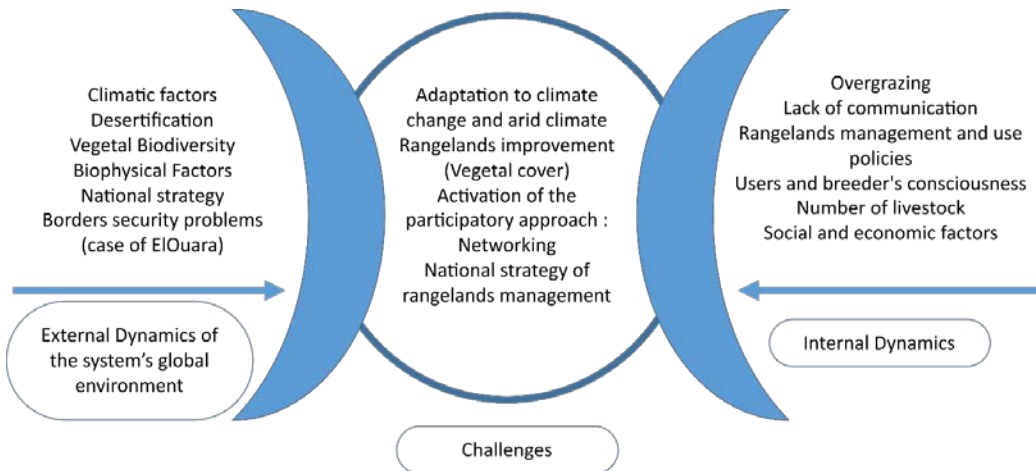 Climatic factors
Desertification
Vegetal Biodiversity
Biophysical Factors
National strategy
Borders security problems
(case of ElOuara)
External Dynamics of
the system's global
environment
Adaptation to climate
change and arid climate
Rangelands improvement
(Vegetal cover)
Activation of the
participatory approach :
Networking
National strategy of
rangelands management
Challenges
Overgrazing
Lack of communication
Rangelands management and use
policies
Users and breeder's consciousness
Number of livestock
Social and economic factors
Internal Dynamics